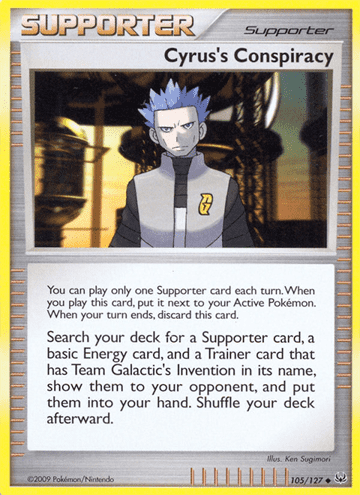 SUPPORTER
Supporter
Cyrus's Conspiracy
G
You can play only one Supporter card each turn. When
you play this card, put it next to your Active Pokémon.
When your turn ends, discard this card.
Search your deck for a Supporter card, a
basic Energy card, and a Trainer card that
has Team Galactic's Invention in its name,
show them to your opponent, and put
them into your hand. Shuffle your deck
afterward.
Illus. Ken Sugimori
©2009 Pokémon/Nintendo
105/127